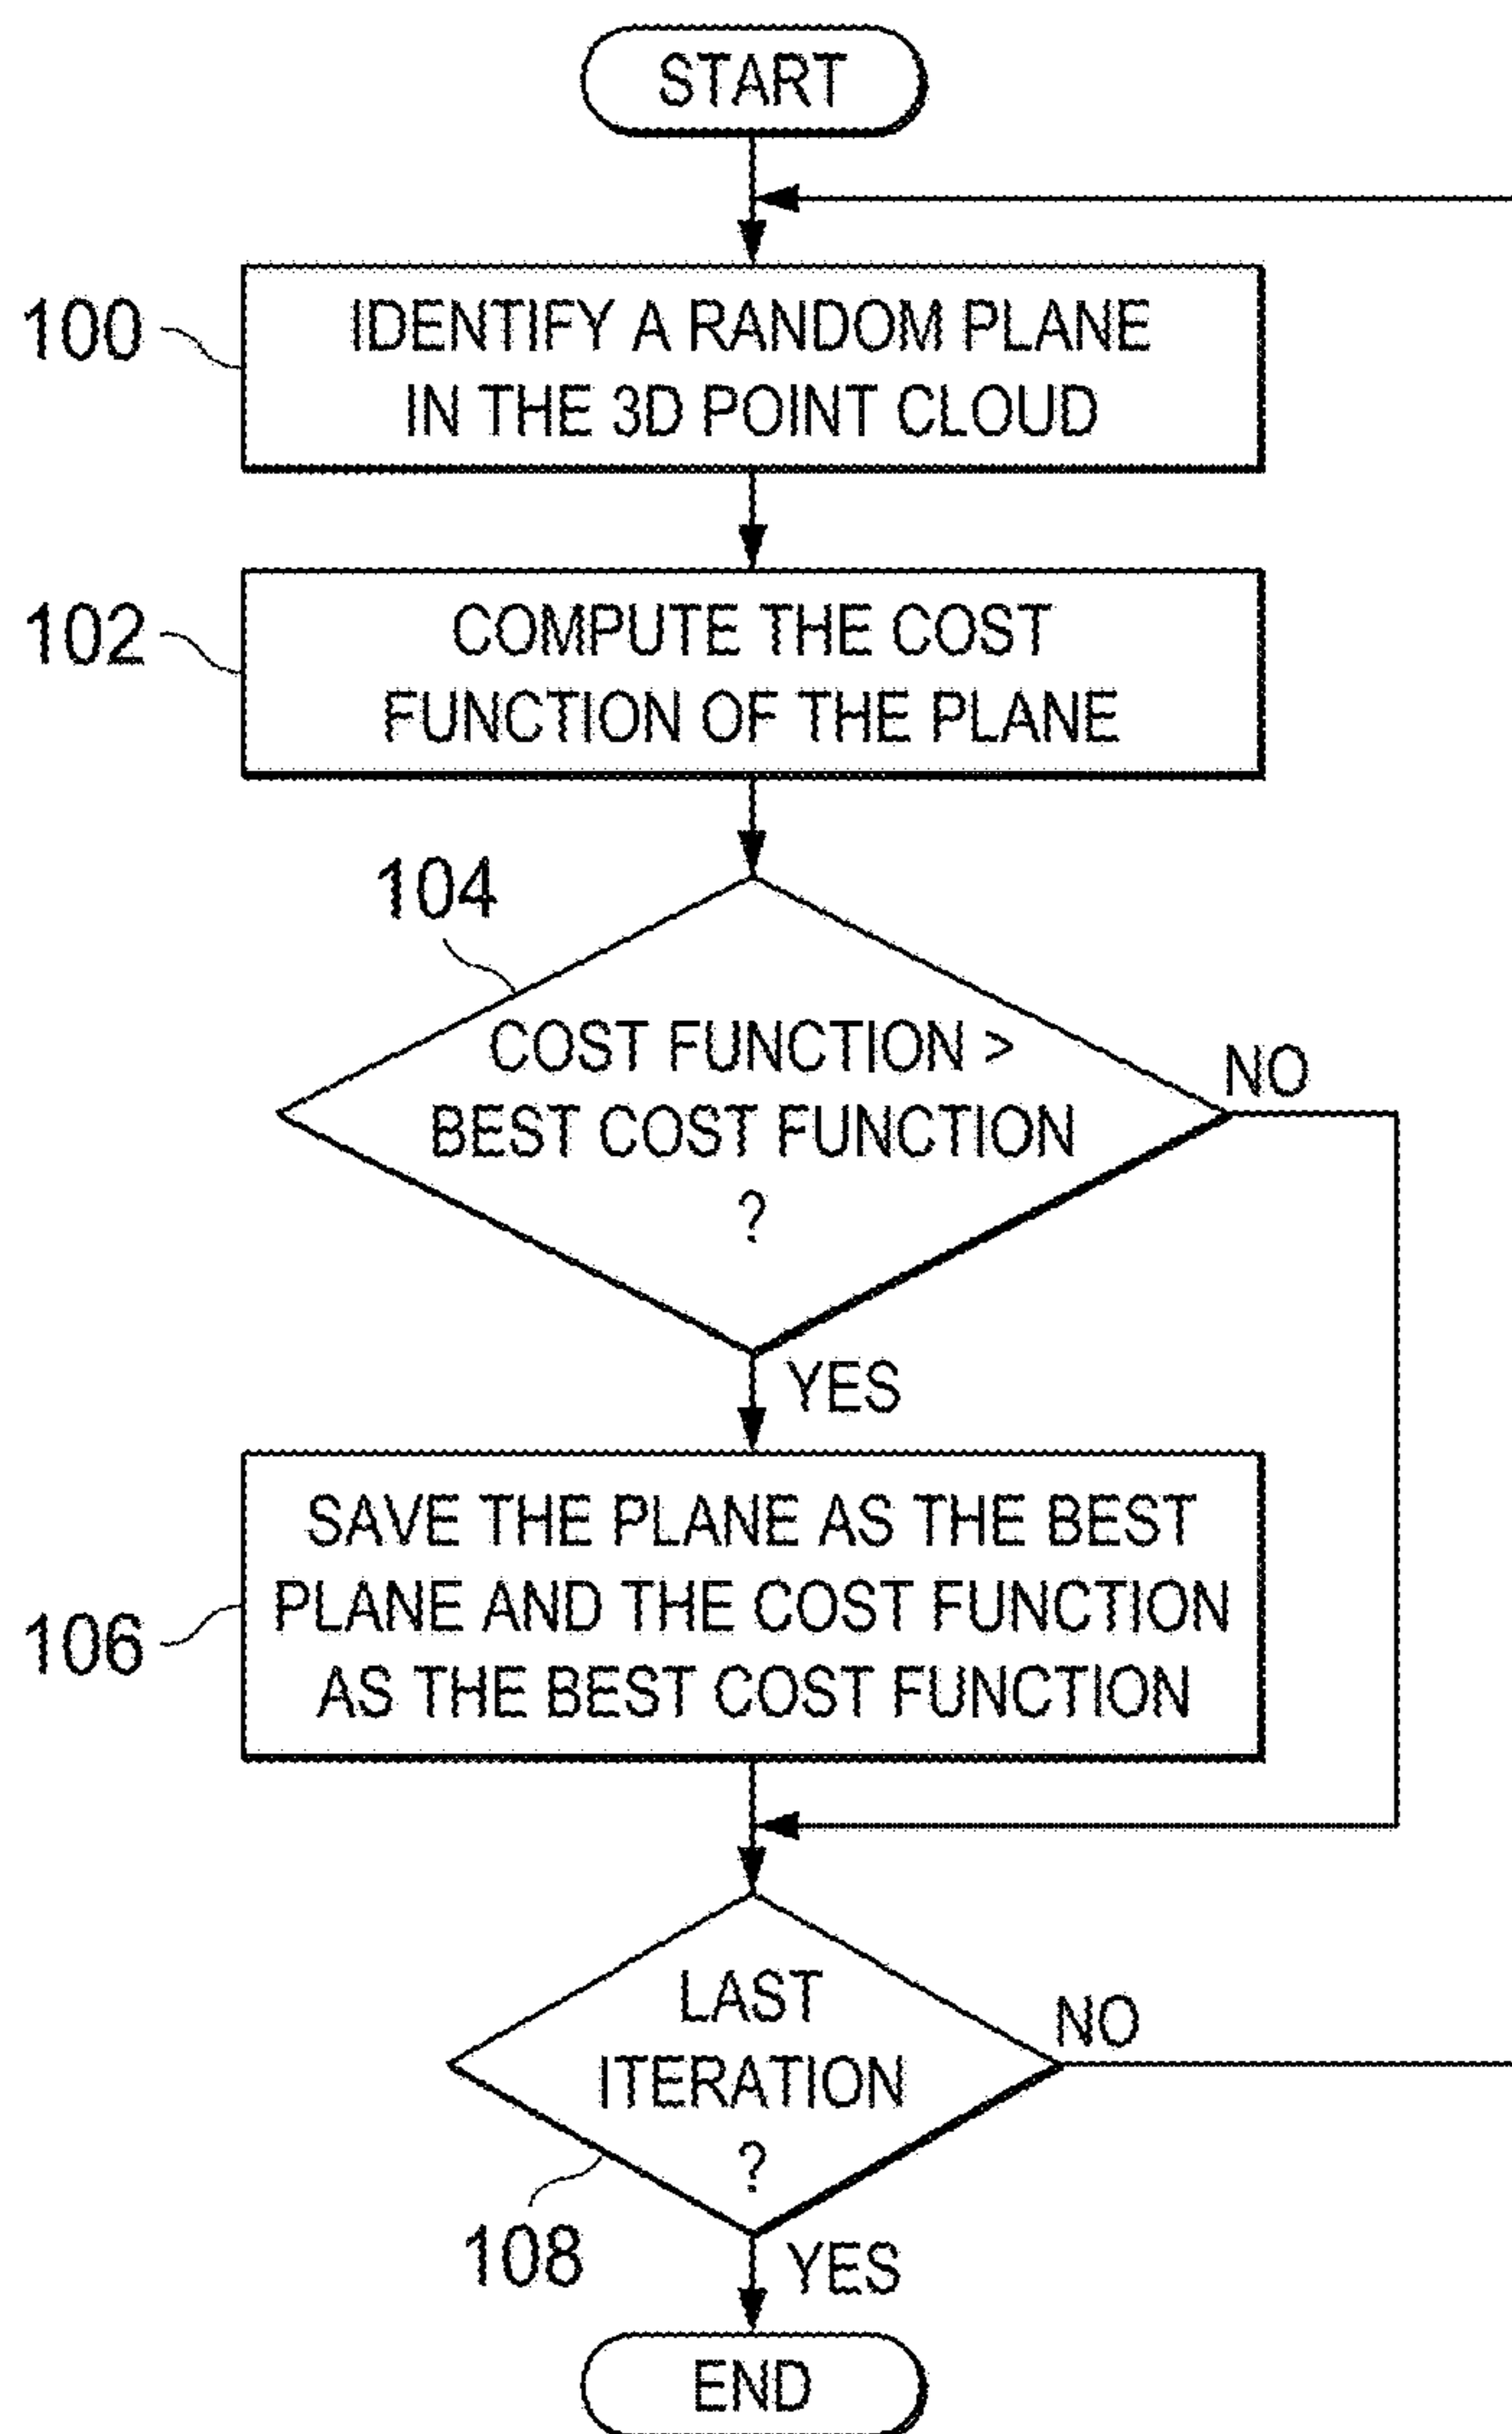 START
100
IDENTIFY A RANDOM PLANE
IN THE 3D POINT CLOUD
102
COMPUTE THE COST
FUNCTION OF THE PLANE
104
COST FUNCTION >
BEST COST FUNCTION
?
NO
YES
106
SAVE THE PLANE AS THE BEST
PLANE AND THE COST FUNCTION
AS THE BEST COST FUNCTION
LAST
ITERATION
?
NO
108
YES
END